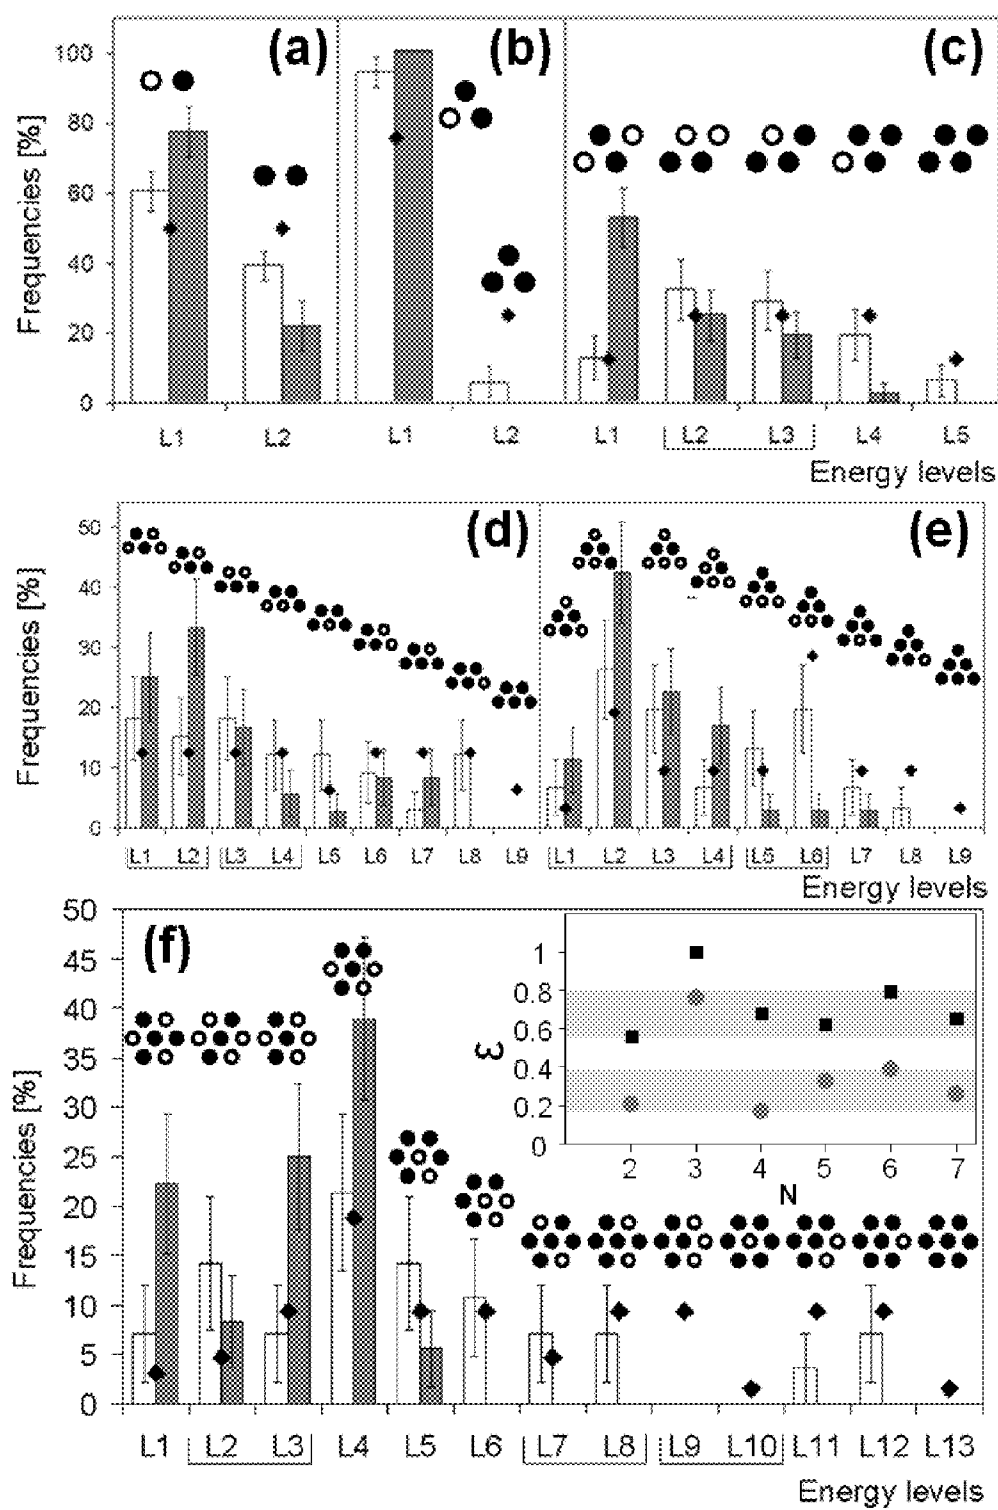 (a) (b) (c)
Frequencies [%]
100
80
60
40
20
0
L1 L2 L1 L2 L1 L2 L3 L4 L5
Energy levels
(d) (e)
Frequencies [%]
50
40
30
20
10
0
L1 L2 L3 L4 L5 L6 L7 L8 L9 L1 L2 L3 L4 L5 L6 L7 L8 L9
Energy levels
(f)
Frequencies [%]
50
45
40
35
30
25
20
15
10
5
0
ε
1
0.8
0.6
0.4
0.2
0
2 3 4 5 6 7
N
L1 L2 L3 L4 L5 L6 L7 L8 L9 L10 L11 L12 L13
Energy levels